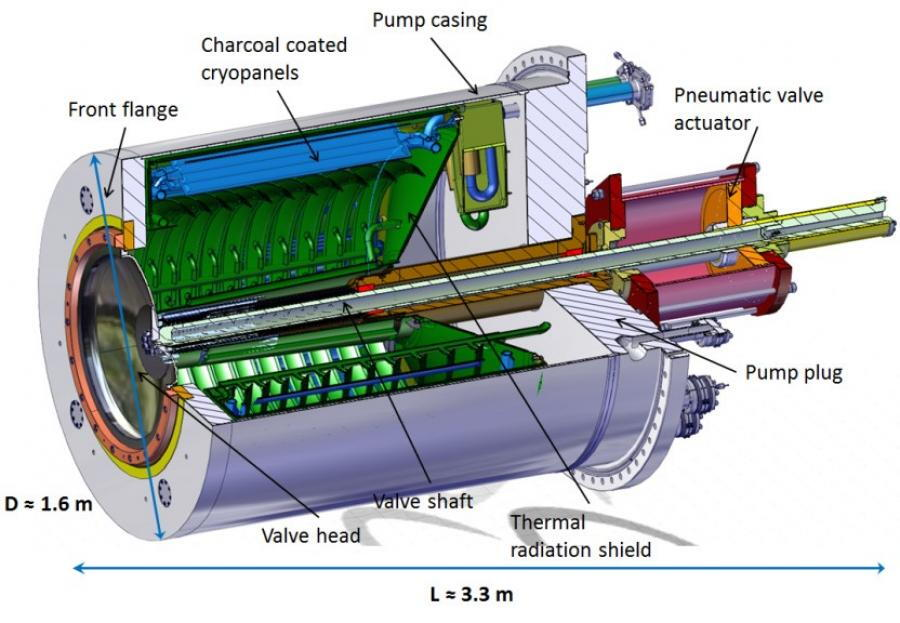 Pump casing
Charcoal coated
cryopanels
Front flange
Pneumatic valve
actuator
Pump plug
D ≈ 1.6 m
Valve shaft
Valve head
Thermal
radiation shield
L ≈ 3.3 m